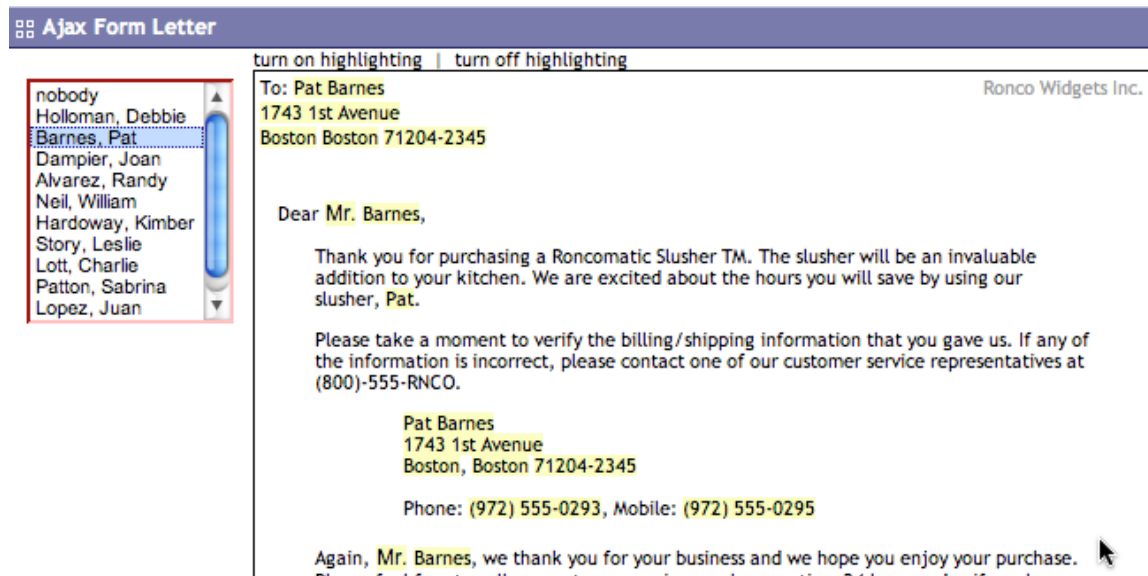 Ajax Form Letter
turn on highlighting | turn off highlighting
nobody
Holloman, Debbie
Barnes, Pat
Dampier, Joan
Alvarez, Randy
Neil, William
Hardoway, Kimber
Story, Leslie
Lott, Charlie
Patton, Sabrina
Lopez, Juan
To: Pat Barnes
Ronco Widgets Inc.
1743 1st Avenue
Boston Boston 71204-2345
Dear Mr. Barnes,
Thank you for purchasing a Roncomatic Slusher TM. The slusher will be an invaluable
addition to your kitchen. We are excited about the hours you will save by using our
slusher, Pat.
Please take a moment to verify the billing/shipping information that you gave us. If any of
the information is incorrect, please contact one of our customer service representatives at
(800)-555-RNCO.
Pat Barnes
1743 1st Avenue
Boston, Boston 71204-2345
Phone: (972) 555-0293, Mobile: (972) 555-0295
Again, Mr. Barnes, we thank you for your business and we hope you enjoy your purchase.